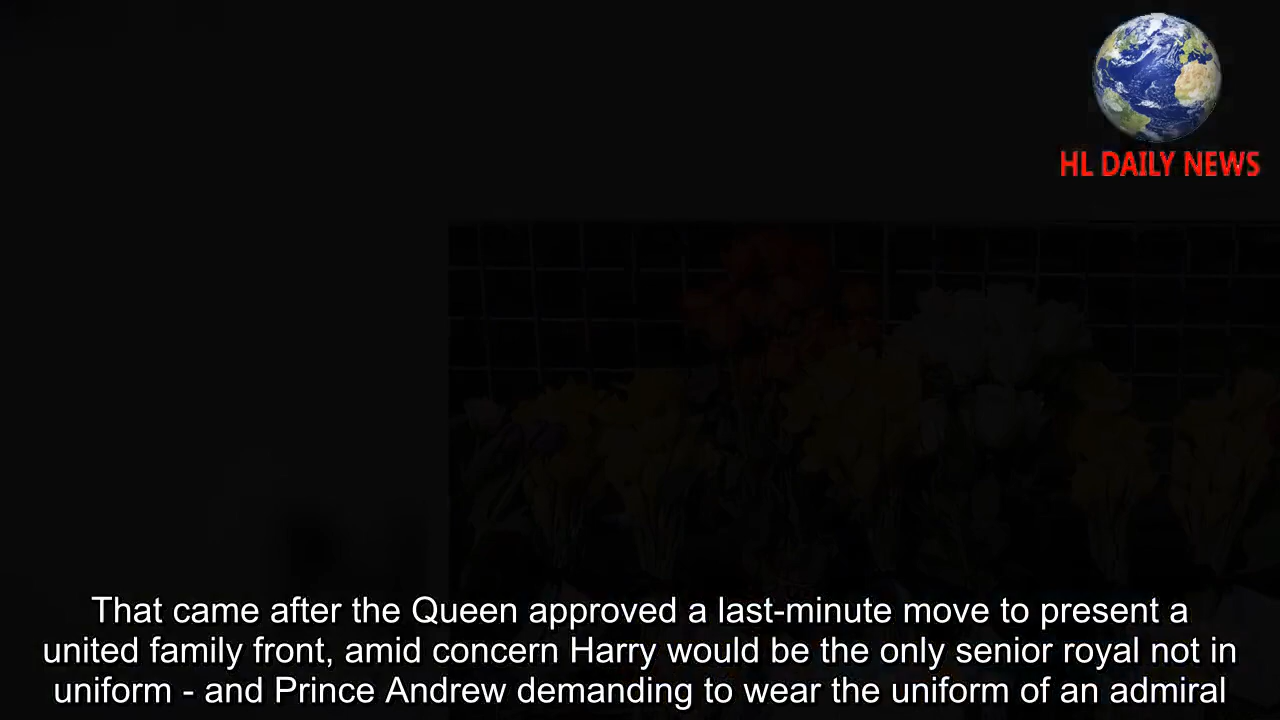 HL DAILY NEWS
That came after the Queen approved a last-minute move to present a
united family front, amid concern Harry would be the only senior royal not in
uniform - and Prince Andrew demanding to wear the uniform of an admiral